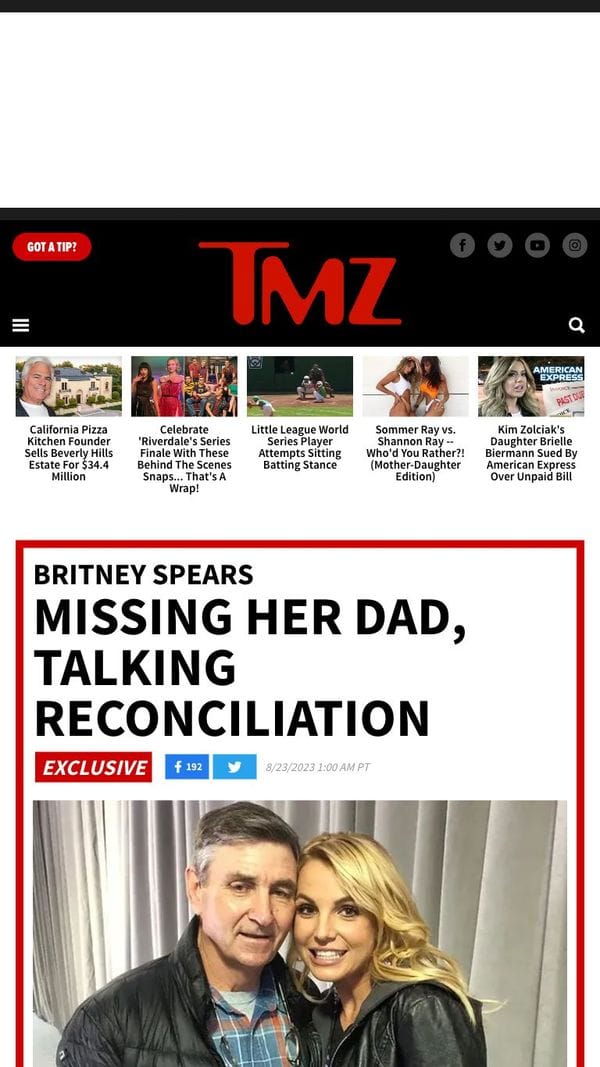 GOT A TIP?
TMZ
California Pizza
Kitchen Founder
Sells Beverly Hills
Estate For $34.4
Million
Celebrate
'Riverdale's Series
Finale With These
Behind The Scenes
Snaps... That's A
Wrap!
Little League World
Series Player
Attempts Sitting
Batting Stance
Sommer Ray vs.
Shannon Ray --
Who'd You Rather?!
(Mother-Daughter
Edition)
AMERICAN
EXPRESS
PAST DUE
Kim Zolciak's
Daughter Brielle
Biermann Sued By
American Express
Over Unpaid Bill
BRITNEY SPEARS
MISSING HER DAD,
TALKING
RECONCILIATION
EXCLUSIVE
192
8/23/2023 1:00 AM PT